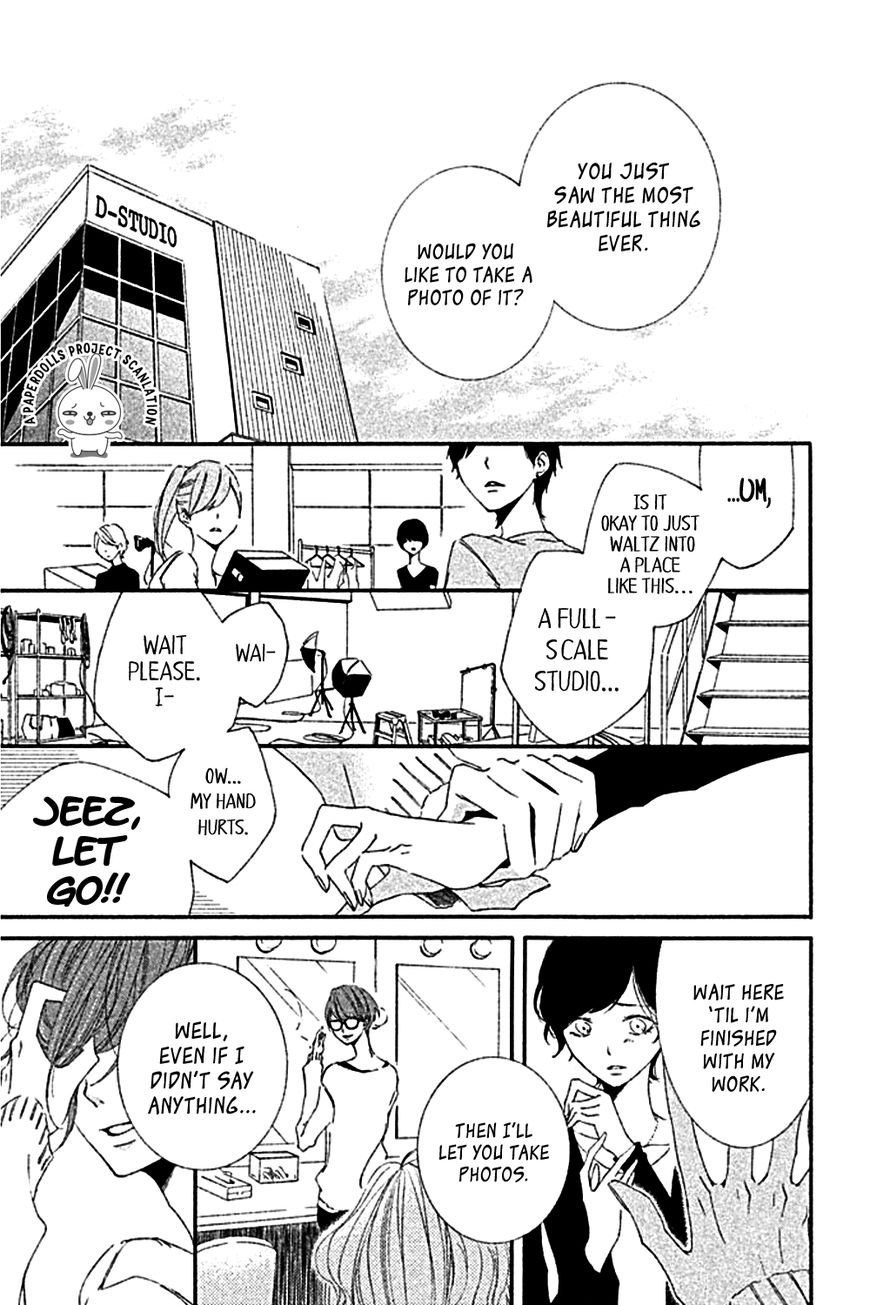 YOU JUST
SAW THE MOST
BEAUTIFUL THING
EVER.
WOULD YOU
LIKE TO TAKE A
PHOTO OF IT?
D-STUDIO
A PAPERDOLLS PROJECT SCANLATION
...UM,
IS IT
OKAY TO JUST
WALTZ INTO
A PLACE
LIKE THIS...
A FULL-
SCALE
STUDIO...
WAI-
WAIT
PLEASE.
I-
OW...
MY HAND
HURTS.
JEEZ,
LET
GO!!
WAIT HERE
'TIL I'M
FINISHED
WITH MY
WORK.
THEN I'LL
LET YOU TAKE
PHOTOS.
WELL,
EVEN IF I
DIDN'T SAY
ANYTHING...